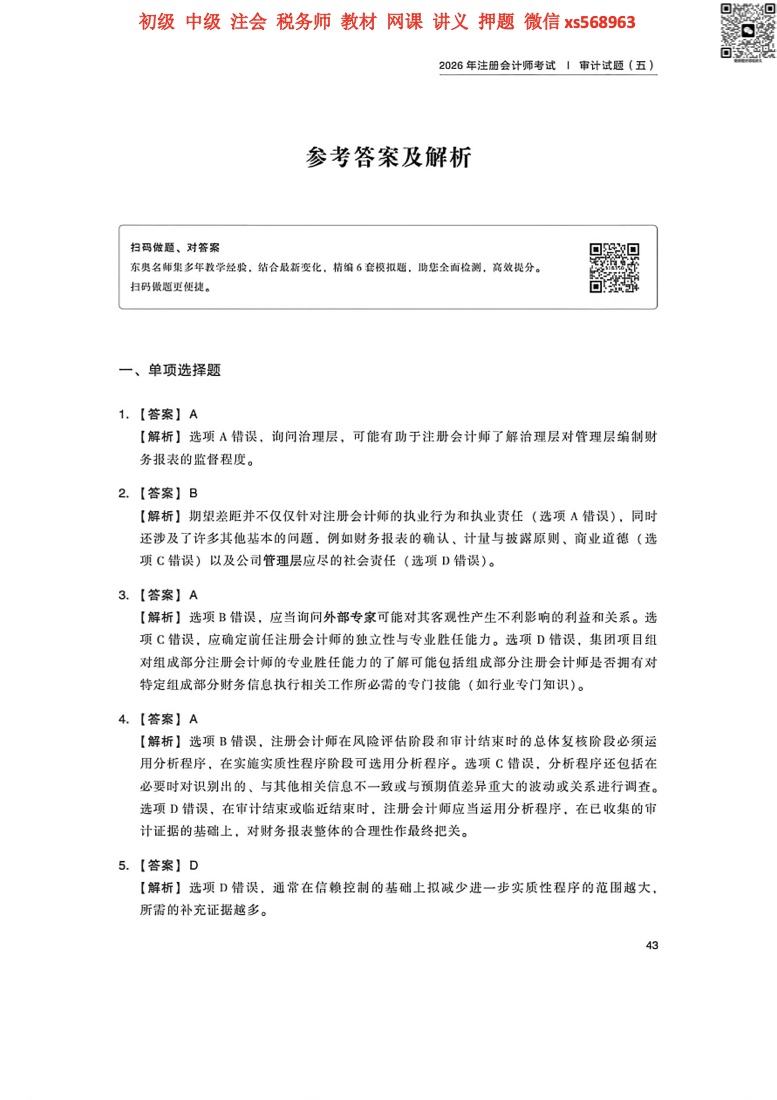 初级 中级 注会 税务师 教材 网课 讲义 押题 微信 xs568963
2026 年注册会计师考试 | 审计试题（五）
参考答案及解析
扫码做题、对答案
东奥名师集多年教学经验，结合最新变化，精编 6 套模拟题，助您全面检测，高效提分。
扫码做题更便捷。
一、单项选择题
1.【答案】A
【解析】选项 A 错误，询问治理层，可能有助于注册会计师了解治理层对管理层编制财
务报表的监督程度。
2.【答案】B
【解析】期望差距并不仅仅针对注册会计师的执业行为和执业责任（选项 A 错误），同时
还涉及了许多其他基本的问题，例如财务报表的确认、计量与披露原则、商业道德（选
项 C 错误）以及公司管理层应尽的社会责任（选项 D 错误）。
3.【答案】A
【解析】选项 B 错误，应当询问外部专家可能对其客观性产生不利影响的利益和关系。选
项 C 错误，应确定前任注册会计师的独立性与专业胜任能力。选项 D 错误，集团项目组
对组成部分注册会计师的专业胜任能力的了解可能包括组成部分注册会计师是否拥有对
特定组成部分财务信息执行相关工作所必需的专门技能（如行业专门知识）。
4.【答案】A
【解析】选项 B 错误，注册会计师在风险评估阶段和审计结束时的总体复核阶段必须运
用分析程序，在实施实质性程序阶段可选用分析程序。选项 C 错误，分析程序还包括在
必要时对识别出的、与其他相关信息不一致或与预期值差异重大的波动或关系进行调查。
选项 D 错误，在审计结束或临近结束时，注册会计师应当运用分析程序，在已收集的审
计证据的基础上，对财务报表整体的合理性作最终把关。
5.【答案】D
【解析】选项 D 错误，通常在信赖控制的基础上拟减少进一步实质性程序的范围越大，
所需的补充证据越多。
43